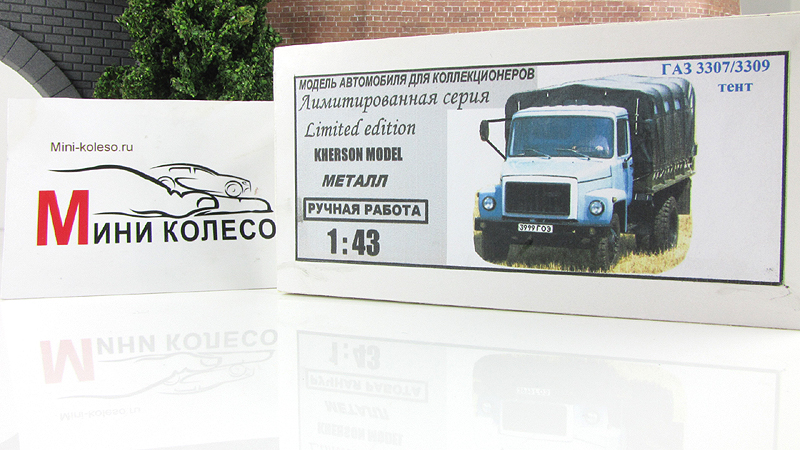 Mini-koleso.ru
Мини колесо
МОДЕЛЬ АВТОМОБИЛЯ ДЛЯ КОЛЛЕКЦИОНЕРОВ
Лимитированная серия
Limited edition
KHERSON MODEL
МЕТАЛЛ
РУЧНАЯ РАБОТА
1:43
ГАЗ 3307/3309
тент
3999 ГОЭ